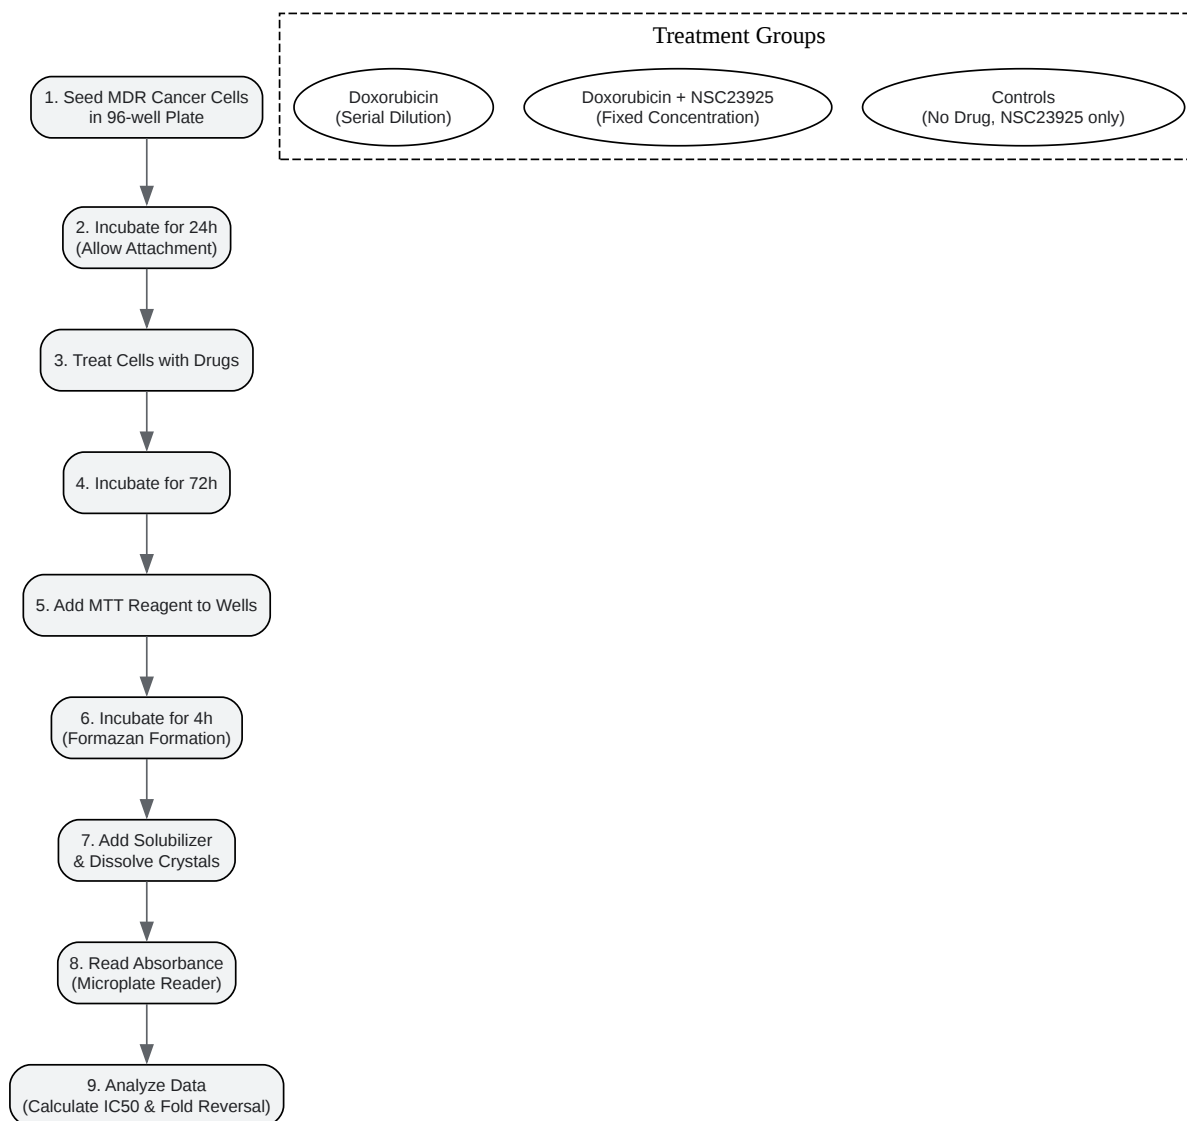 Treatment Groups
1. Seed MDR Cancer Cells
in 96-well Plate
Doxorubicin
(Serial Dilution)
Doxorubicin + NSC23925
(Fixed Concentration)
Controls
(No Drug, NSC23925 only)
2. Incubate for 24h
(Allow Attachment)
3. Treat Cells with Drugs
4. Incubate for 72h
5. Add MTT Reagent to Wells
6. Incubate for 4h
(Formazan Formation)
7. Add Solubilizer
& Dissolve Crystals
8. Read Absorbance
(Microplate Reader)
9. Analyze Data
(Calculate IC50 & Fold Reversal)